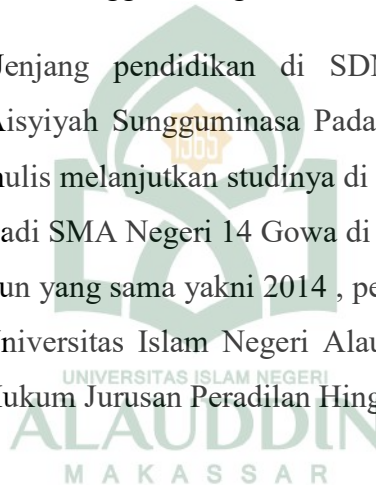 Jenjang pendidikan di SDN
Aisyiyah Sungguminasa Pada
nulis melanjutkan studinya di
adi SMA Negeri 14 Gowa di
un yang sama yakni 2014 , pe
Universitas Islam Negeri Alau
UNIVERSITAS ISLAM NEGERI
Hukum Jurusan Peradilan Hing
ALAUDDIN
MAKASSAR